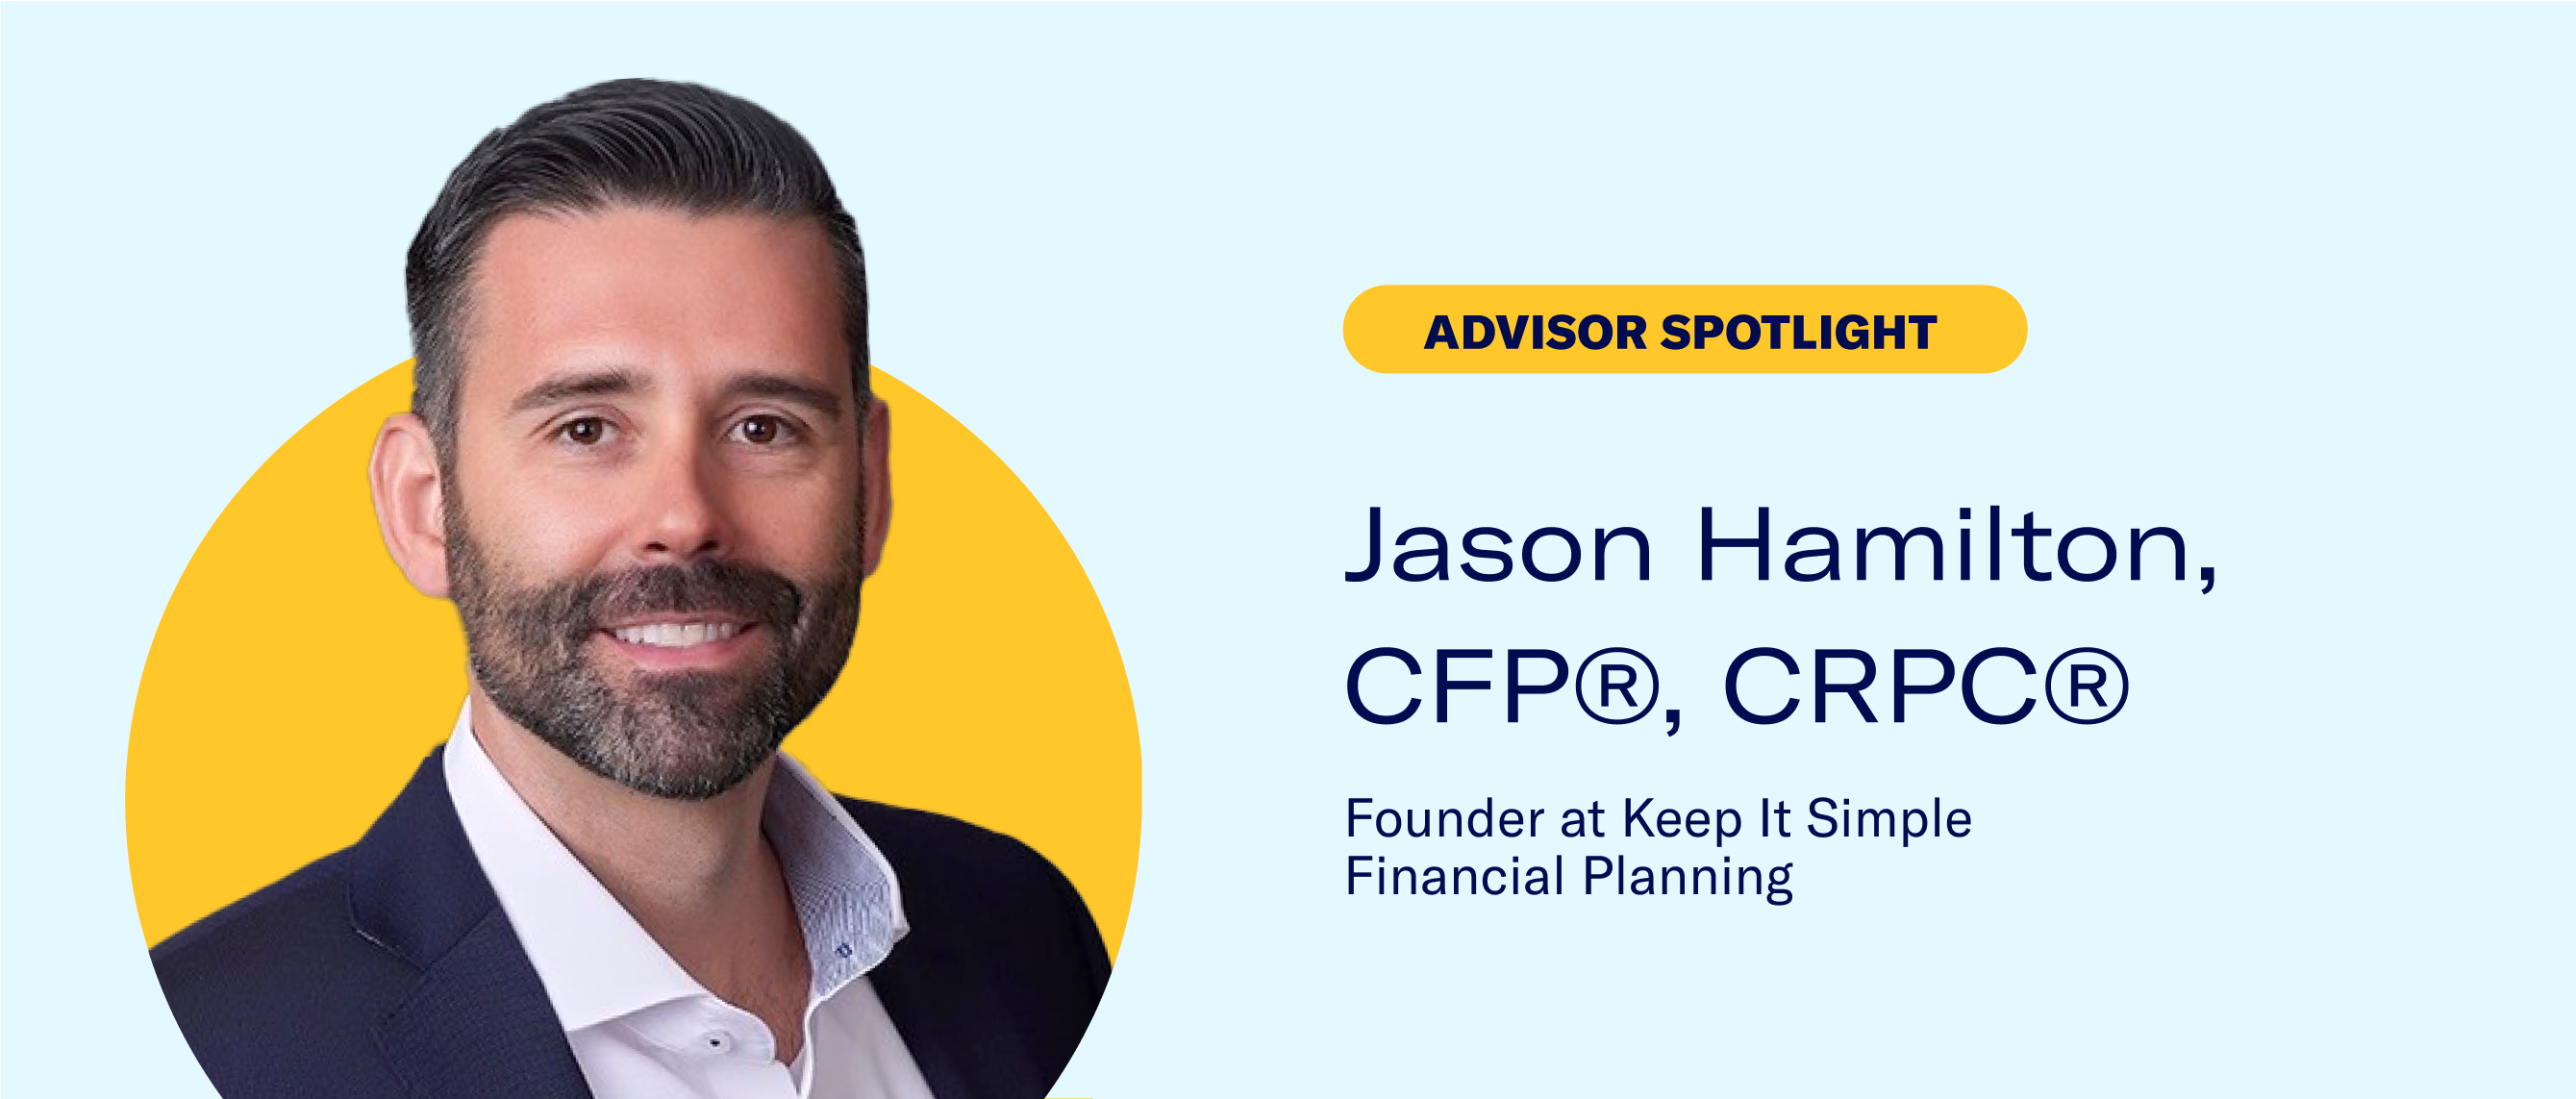 ADVISOR SPOTLIGHT
Jason Hamilton,
CFP®, CRPC®
Founder at Keep It Simple
Financial Planning